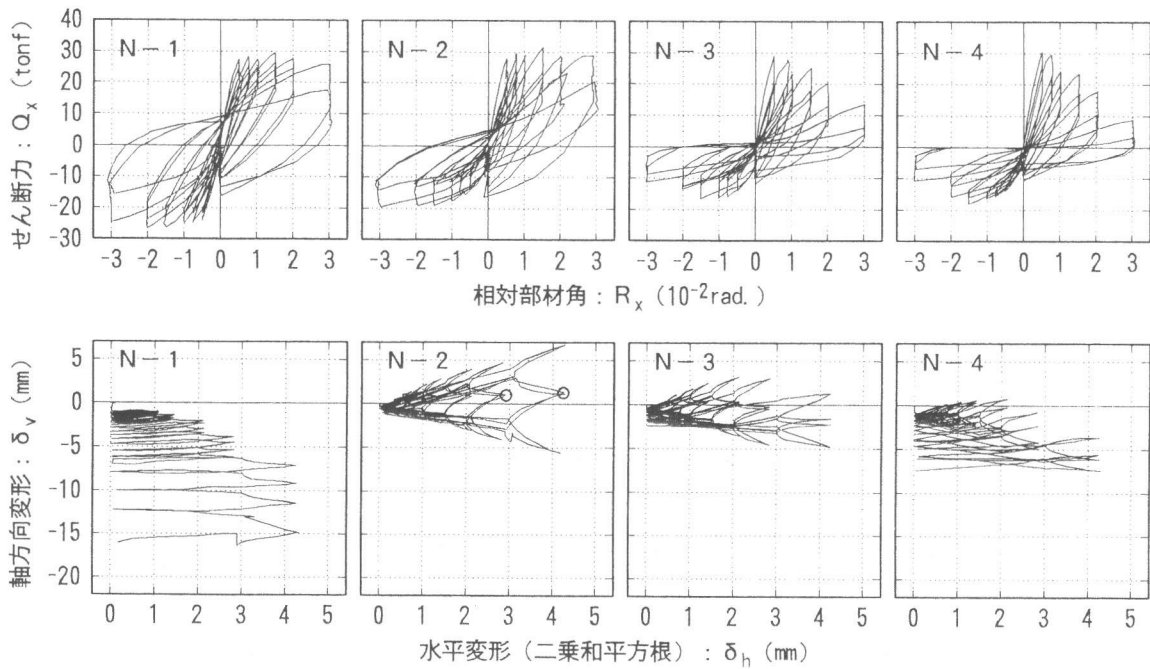 せん断力：Qx (tonf)
40
30
20
10
0
-10
-20
-30
N－1
N－2
N－3
N－4
-3 -2 -1 0 1 2 3
-3 -2 -1 0 1 2 3
-3 -2 -1 0 1 2 3
-3 -2 -1 0 1 2 3
相対部材角：Rx (10⁻²rad.)
軸方向変形：δv (mm)
5
0
-5
-10
-15
-20
N－1
N－2
N－3
N－4
0 1 2 3 4 5
0 1 2 3 4 5
0 1 2 3 4 5
0 1 2 3 4 5
水平変形（二乗和平方根）：δh (mm)